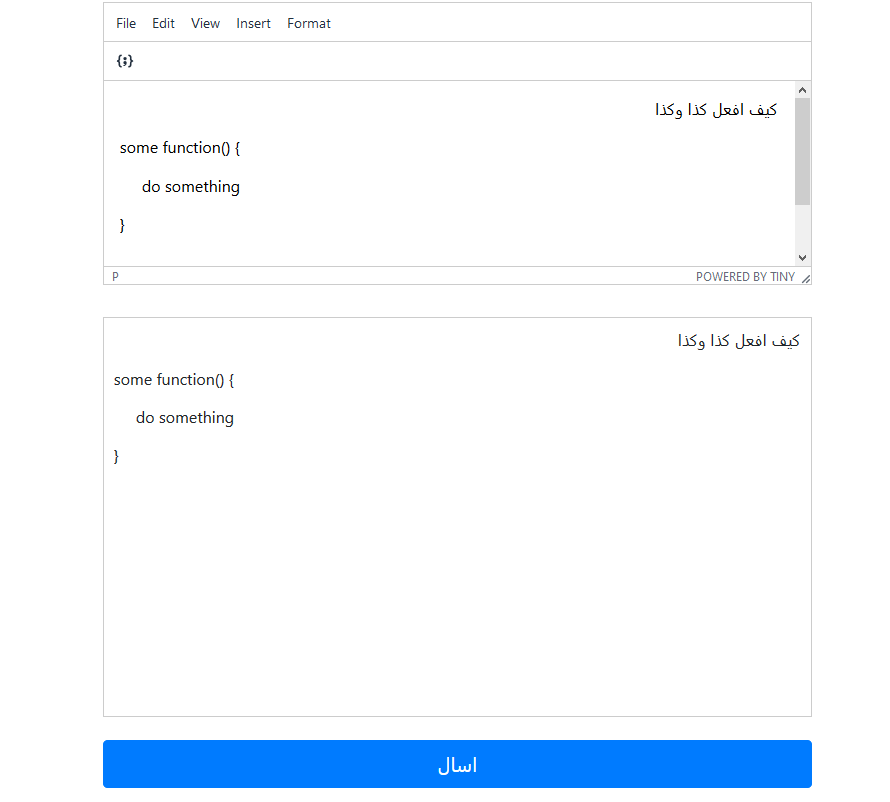 File Edit View Insert Format
{;}
كيف افعل كذا وكذا
some function() {
do something
}
P POWERED BY TINY
كيف افعل كذا وكذا
some function() {
do something
}
اسال